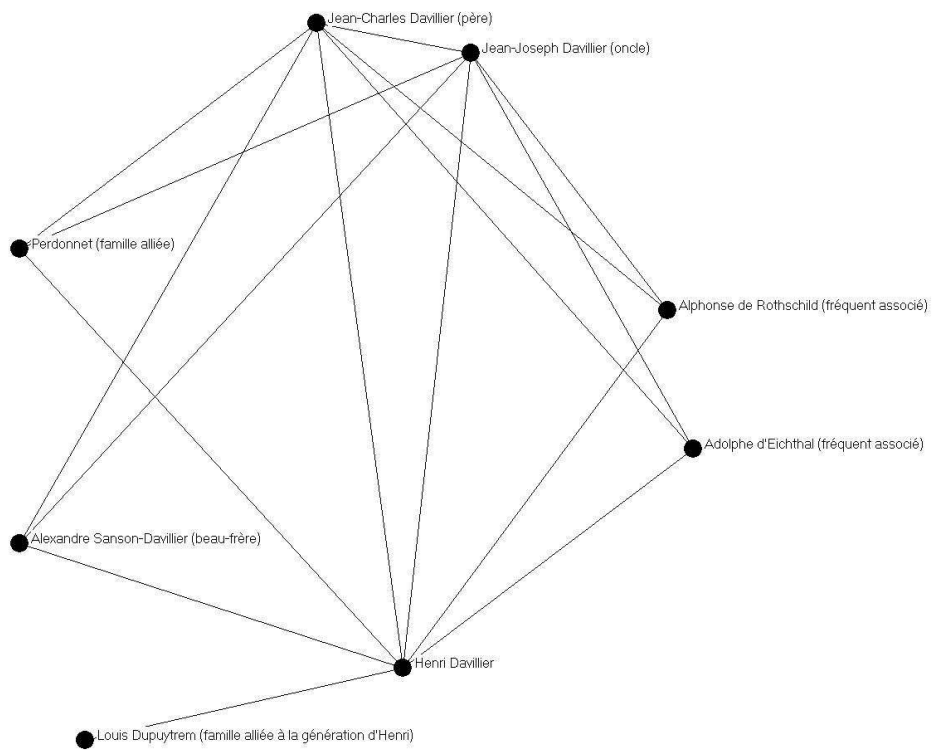 Jean-Charles Davillier (père)
Jean-Joseph Davillier (oncle)
Perdonnet (famille alliée)
Alphonse de Rothschild (fréquent associé)
Adolphe d'Eichthal (fréquent associé)
Alexandre Sanson-Davillier (beau-frère)
Henri Davillier
Louis Dupuytrem (famille alliée à la génération d'Henri)